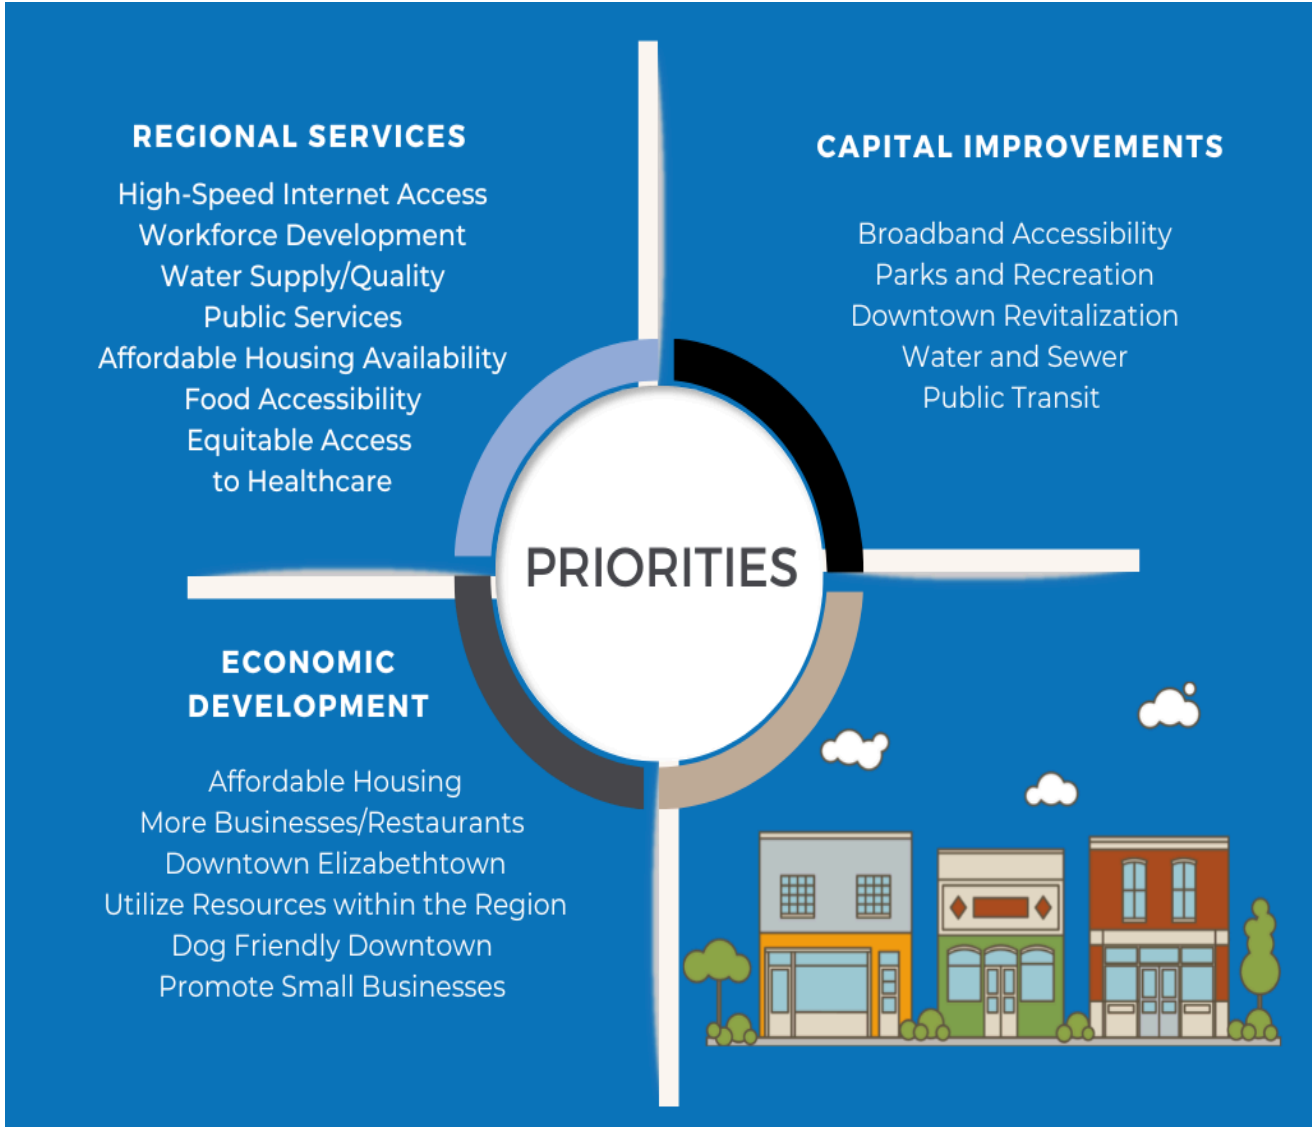 REGIONAL SERVICES
High-Speed Internet Access
Workforce Development
Water Supply/Quality
Public Services
Affordable Housing Availability
Food Accessibility
Equitable Access
to Healthcare
CAPITAL IMPROVEMENTS
Broadband Accessibility
Parks and Recreation
Downtown Revitalization
Water and Sewer
Public Transit
PRIORITIES
ECONOMIC
DEVELOPMENT
Affordable Housing
More Businesses/Restaurants
Downtown Elizabethtown
Utilize Resources within the Region
Dog Friendly Downtown
Promote Small Businesses